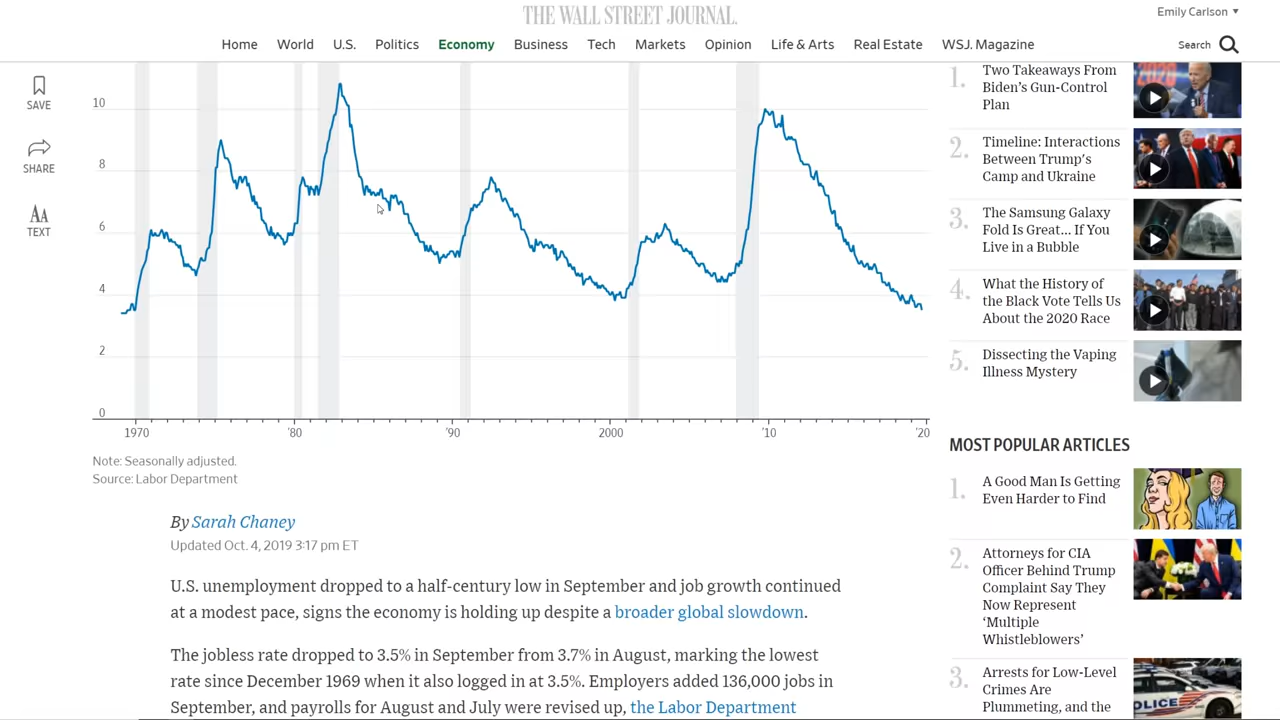 THE WALL STREET JOURNAL.
Emily Carlson
Home World U.S. Politics Economy Business Tech Markets Opinion Life & Arts Real Estate WSJ. Magazine
Search
SAVE
SHARE
AA
TEXT
10
8
6
4
2
0
1970 '80 '90 2000 '10 '20
Note: Seasonally adjusted.
Source: Labor Department
By Sarah Chaney
Updated Oct. 4, 2019 3:17 pm ET
U.S. unemployment dropped to a half-century low in September and job growth continued
at a modest pace, signs the economy is holding up despite a broader global slowdown.
The jobless rate dropped to 3.5% in September from 3.7% in August, marking the lowest
rate since December 1969 when it also logged in at 3.5%. Employers added 136,000 jobs in
September, and payrolls for August and July were revised up, the Labor Department
1.
Two Takeaways From
Biden's Gun-Control
Plan
2020
2.
Timeline: Interactions
Between Trump's
Camp and Ukraine
3.
The Samsung Galaxy
Fold Is Great... If You
Live in a Bubble
4.
What the History of
the Black Vote Tells Us
About the 2020 Race
5.
Dissecting the Vaping
Illness Mystery
MOST POPULAR ARTICLES
1.
A Good Man Is Getting
Even Harder to Find
2.
Attorneys for CIA
Officer Behind Trump
Complaint Say They
Now Represent
‘Multiple
Whistleblowers’
3.
Arrests for Low-Level
Crimes Are
Plummeting, and the
OLICE